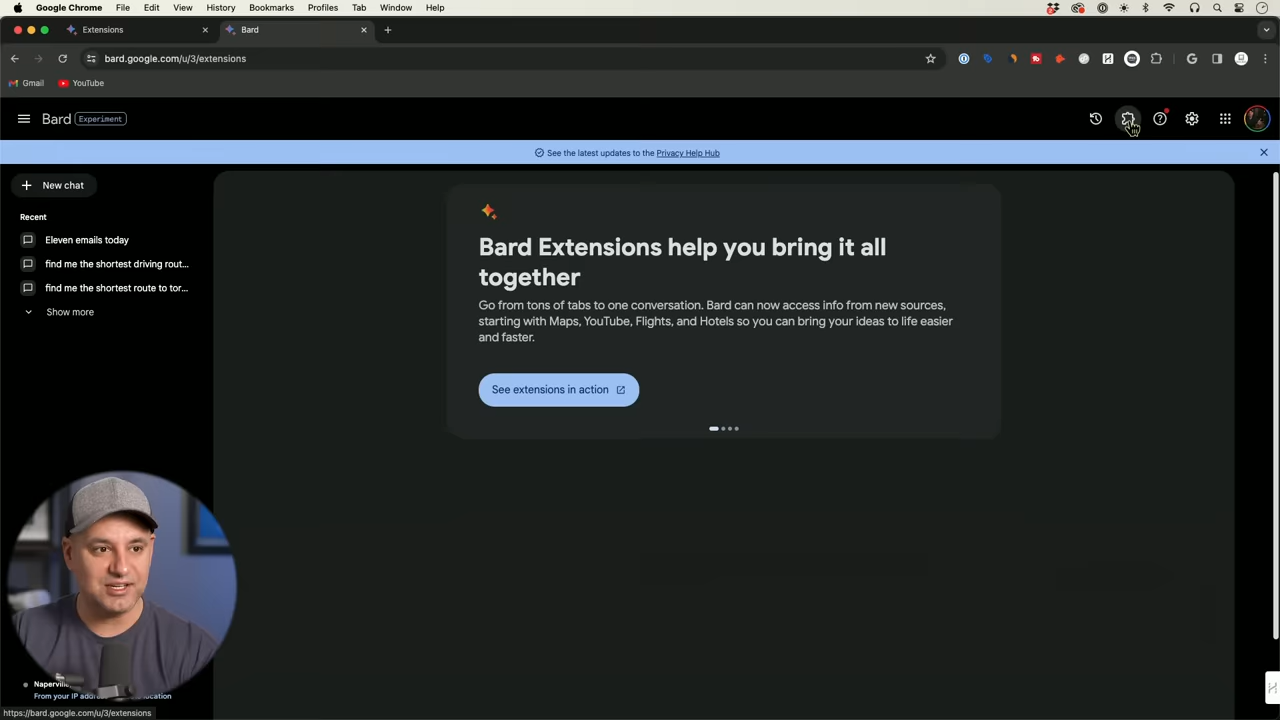 Google Chrome File Edit View History Bookmarks Profiles Tab Window Help
Extensions
Bard
bard.google.com/u/3/extensions
Gmail
YouTube
Bard Experiment
See the latest updates to the Privacy Help Hub
New chat
Recent
Eleven emails today
find me the shortest driving rout...
find me the shortest route to tor...
Show more
Bard Extensions help you bring it all
together
Go from tons of tabs to one conversation. Bard can now access info from new sources,
starting with Maps, YouTube, Flights, and Hotels so you can bring your ideas to life easier
and faster.
See extensions in action
From your IP
https://bard.google.com/u/3/extensions